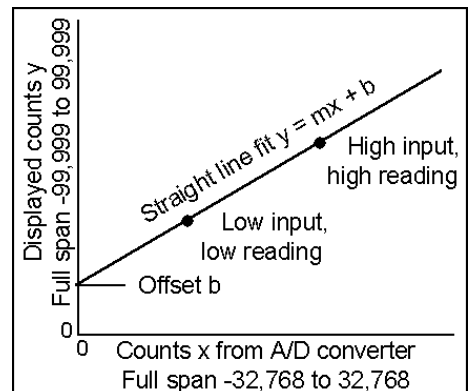 Displayed counts y
Full span -99,999 to 99,999
Straight line fit y = mx + b
High input,
high reading
Low input,
low reading
Offset b
0
0
Counts x from A/D converter
Full span -32,768 to 32,768